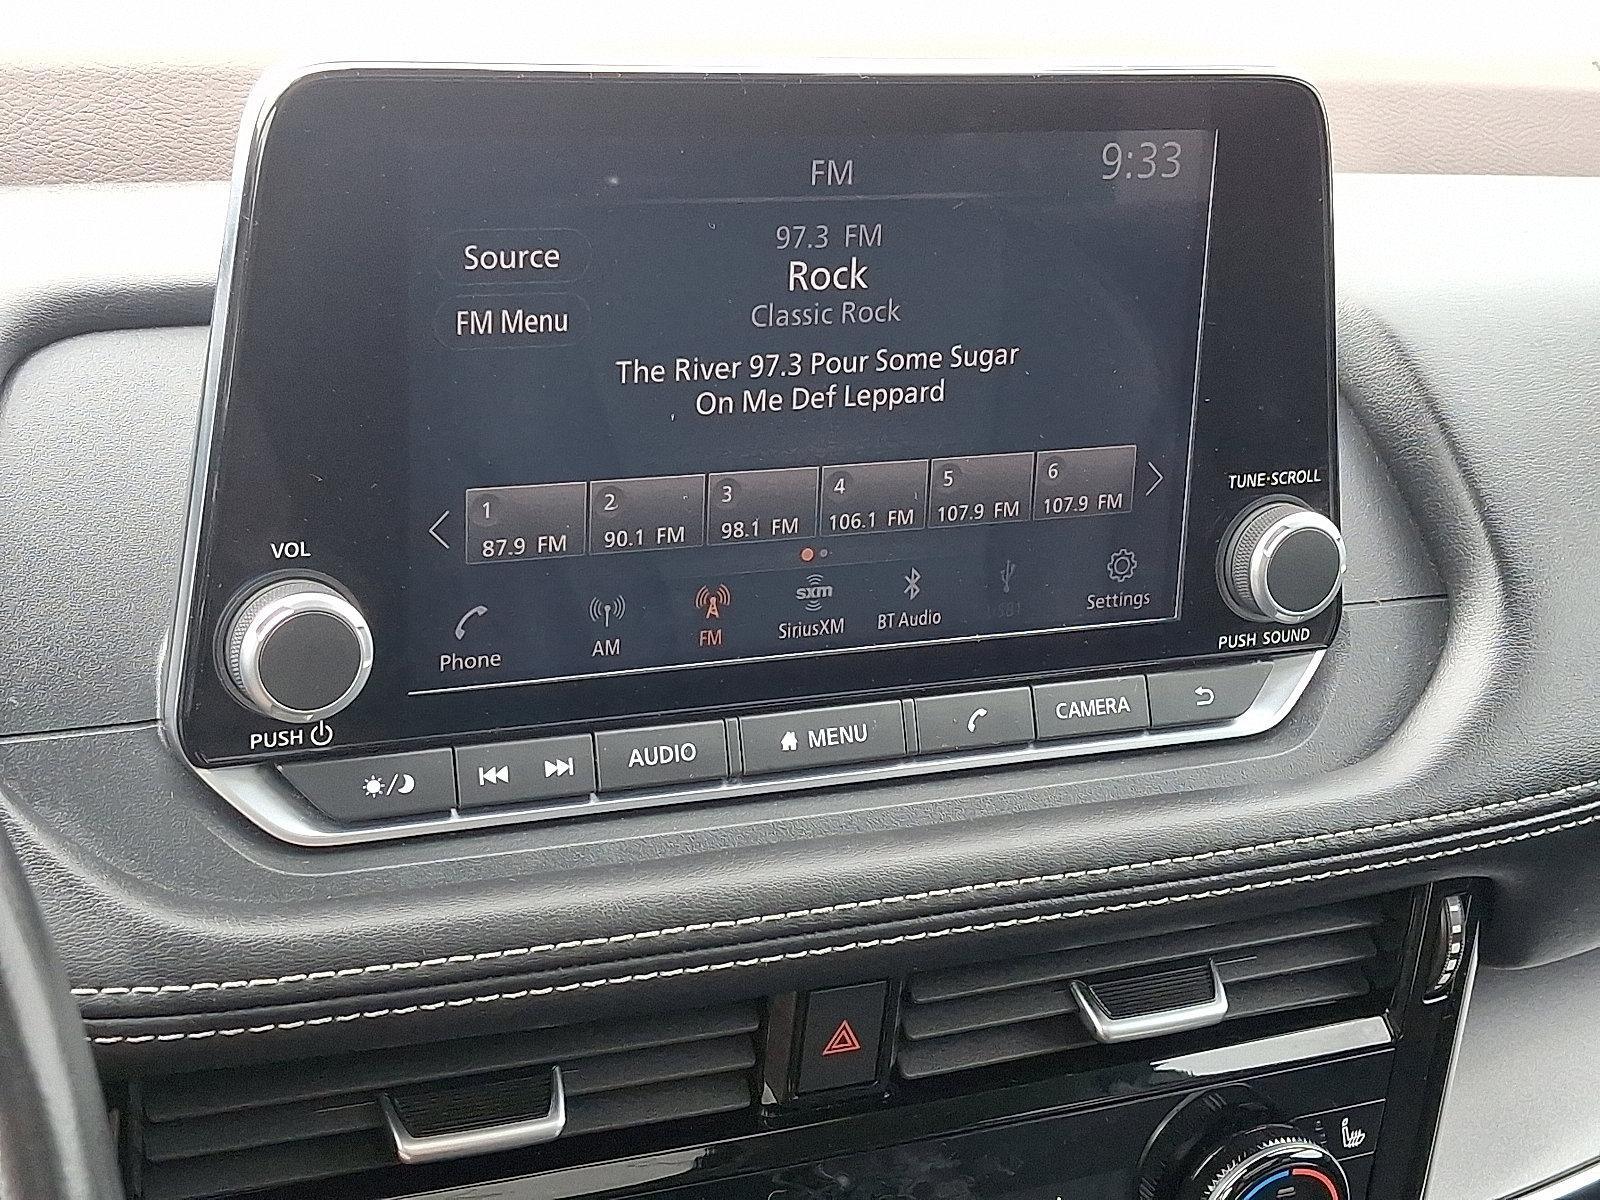 FM
9:33
Source
97.3 FM
Rock
FM Menu
Classic Rock
The River 97.3 Pour Some Sugar
On Me Def Leppard
1
2
3
4
5
6
87.9 FM
90.1 FM
98.1 FM
106.1 FM
107.9 FM
107.9 FM
Phone
AM
FM
sxm
SiriusXM
BT Audio
Settings
VOL
PUSH
TUNE·SCROLL
PUSH SOUND
AUDIO
MENU
CAMERA